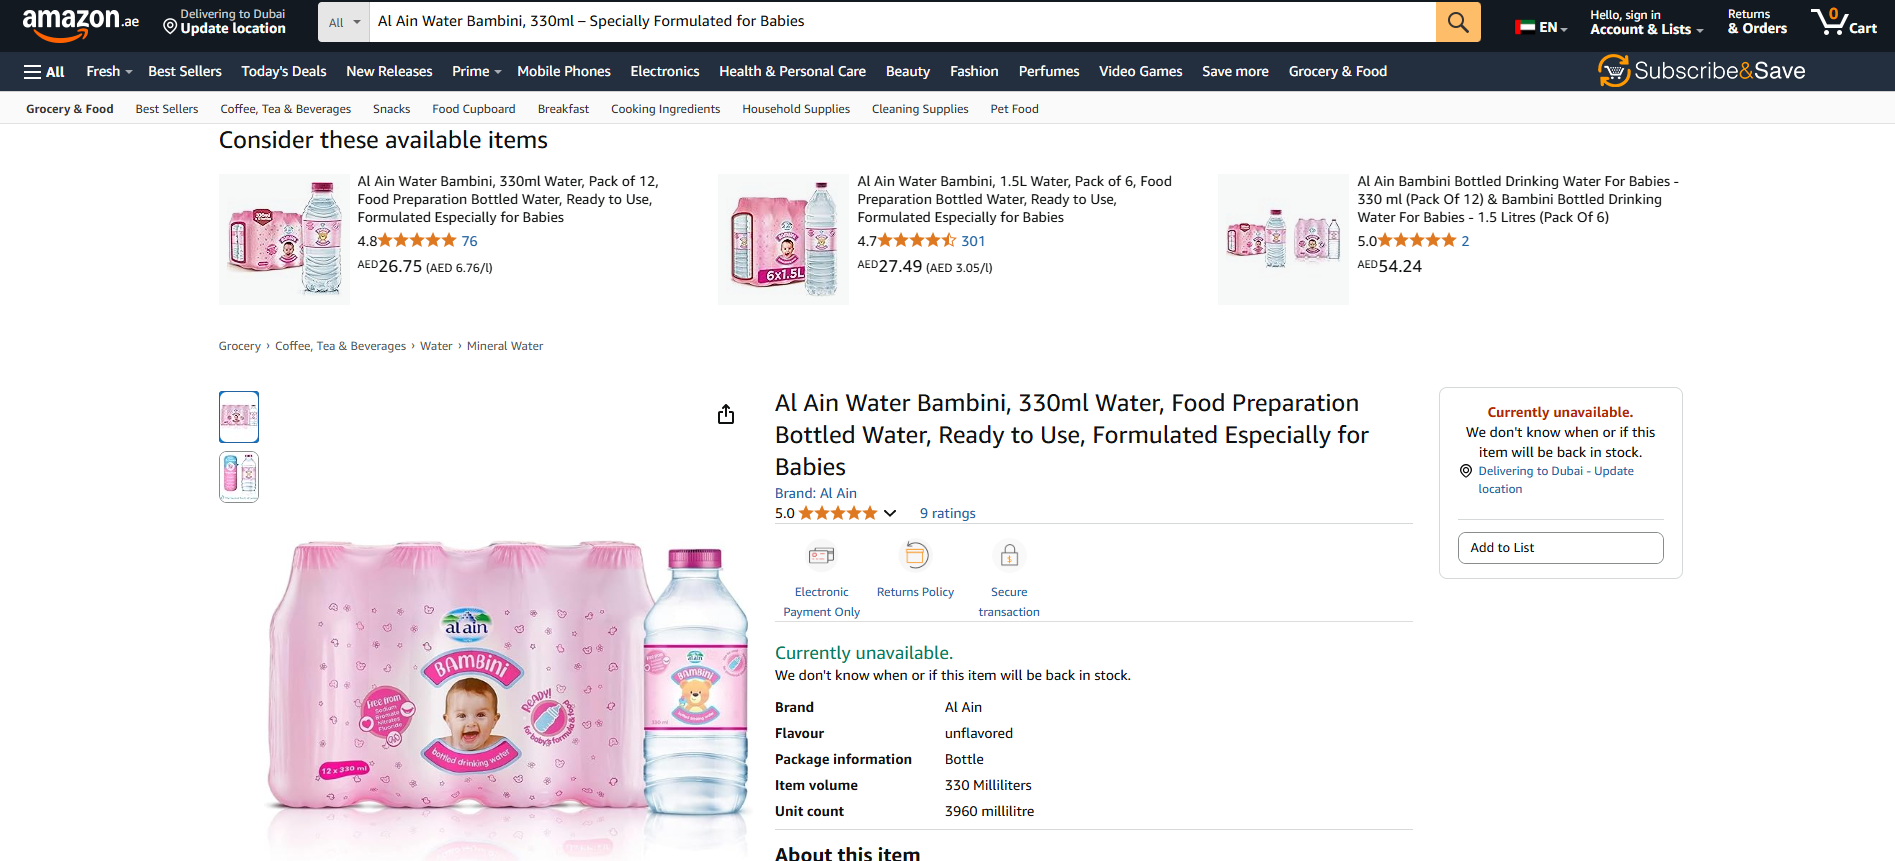 amazon.ae
Delivering to Dubai
Update location
All
Al Ain Water Bambini, 330ml – Specially Formulated for Babies
EN
Hello, sign in
Account & Lists
Returns
& Orders
0
Cart
All
Fresh
Best Sellers
Today's Deals
New Releases
Prime
Mobile Phones
Electronics
Health & Personal Care
Beauty
Fashion
Perfumes
Video Games
Save more
Grocery & Food
Subscribe&Save
Grocery & Food
Best Sellers
Coffee, Tea & Beverages
Snacks
Food Cupboard
Breakfast
Cooking Ingredients
Household Supplies
Cleaning Supplies
Pet Food
Consider these available items
Al Ain Water Bambini, 330ml Water, Pack of 12,
Food Preparation Bottled Water, Ready to Use,
Formulated Especially for Babies
4.8 76
AED26.75 (AED 6.76/l)
6x1.5L
Al Ain Water Bambini, 1.5L Water, Pack of 6, Food
Preparation Bottled Water, Ready to Use,
Formulated Especially for Babies
4.7 301
AED27.49 (AED 3.05/l)
Al Ain Bambini Bottled Drinking Water For Babies -
330 ml (Pack Of 12) & Bambini Bottled Drinking
Water For Babies - 1.5 Litres (Pack Of 6)
5.0 2
AED54.24
Grocery › Coffee, Tea & Beverages › Water › Mineral Water
al ain
BAMBINI
free from
Sodium
Bromate
Nitrates
Fluoride
READY!
for baby's formula & food
bottled drinking water
12 x 330 ml
al ain
BAMBINI
bottled drinking water
330 ml
Al Ain Water Bambini, 330ml Water, Food Preparation
Bottled Water, Ready to Use, Formulated Especially for
Babies
Brand: Al Ain
5.0
9 ratings
Electronic
Payment Only
Returns Policy
Secure
transaction
Currently unavailable.
We don't know when or if this item will be back in stock.
Brand Al Ain
Flavour unflavored
Package information Bottle
Item volume 330 Milliliters
Unit count 3960 millilitre
About this item
Currently unavailable.
We don't know when or if this
item will be back in stock.
Delivering to Dubai - Update
location
Add to List